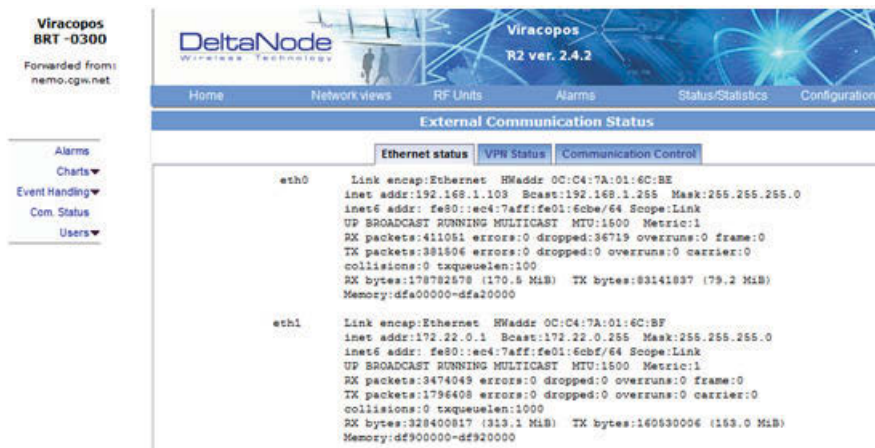 Viracopos
BRT -0300
Forwarded from:
nemo.cgw.net
DeltaNode
Wireless Technology
Viracopos
R2 ver. 2.4.2
Home Network views RF Units Alarms Status/Statistics Configuration
External Communication Status
Alarms
Charts
Event Handling
Com. Status
Users
Ethernet status VPN Status Communication Control
eth0 Link encap:Ethernet HWaddr 0C:C4:7A:01:6C:BE
inet addr:192.168.1.103 Bcast:192.168.1.255 Mask:255.255.255.0
inet6 addr: fe80::ec4:7aff:fe01:6cbe/64 Scope:Link
UP BROADCAST RUNNING MULTICAST MTU:1500 Metric:1
RX packets:411051 errors:0 dropped:36719 overruns:0 frame:0
TX packets:381506 errors:0 dropped:0 overruns:0 carrier:0
collisions:0 txqueuelen:100
RX bytes:178782578 (170.5 MiB) TX bytes:83141837 (79.2 MiB)
Memory:dfa00000-dfa20000
eth1 Link encap:Ethernet HWaddr 0C:C4:7A:01:6C:BF
inet addr:172.22.0.1 Bcast:172.22.0.255 Mask:255.255.255.0
inet6 addr: fe80::ec4:7aff:fe01:6cbf/64 Scope:Link
UP BROADCAST RUNNING MULTICAST MTU:1500 Metric:1
RX packets:3474049 errors:0 dropped:0 overruns:0 frame:0
TX packets:1796408 errors:0 dropped:0 overruns:0 carrier:0
collisions:0 txqueuelen:1000
RX bytes:328400817 (313.1 MiB) TX bytes:160530006 (153.0 MiB)
Memory:df900000-df920000